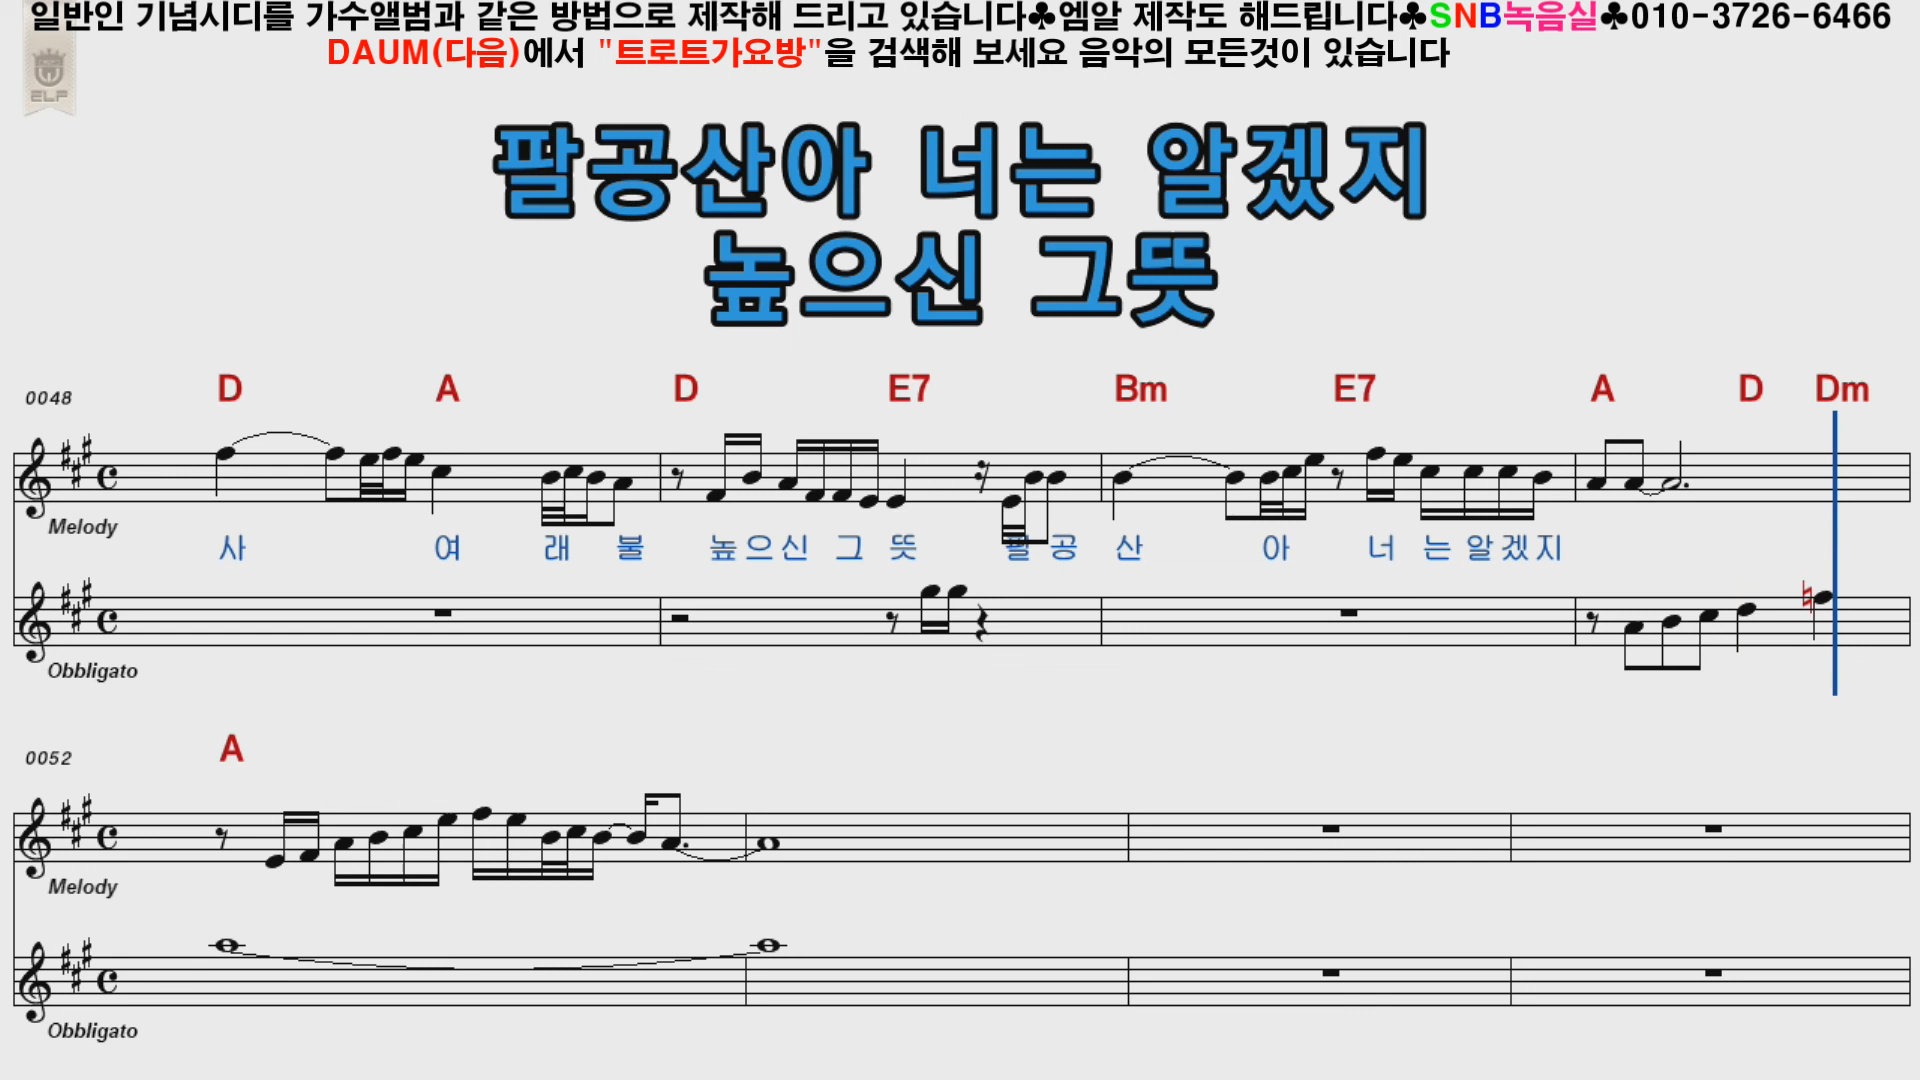 일반인 기념시디를 가수앨범과 같은 방법으로 제작해 드리고 있습니다♣엠알 제작도 해드립니다♣SNB녹음실♣010-3726-6466
DAUM(다음)에서 "트로트가요방"을 검색해 보세요 음악의 모든것이 있습니다
ELF
팔공산아 너는 알겠지
높으신 그뜻
0048 D A D E7 Bm E7 A D Dm
Melody
사 여 래 불 높으신 그 뜻 팔 공 산 아 너 는 알겠지
Obbligato
0052 A
Melody
Obbligato